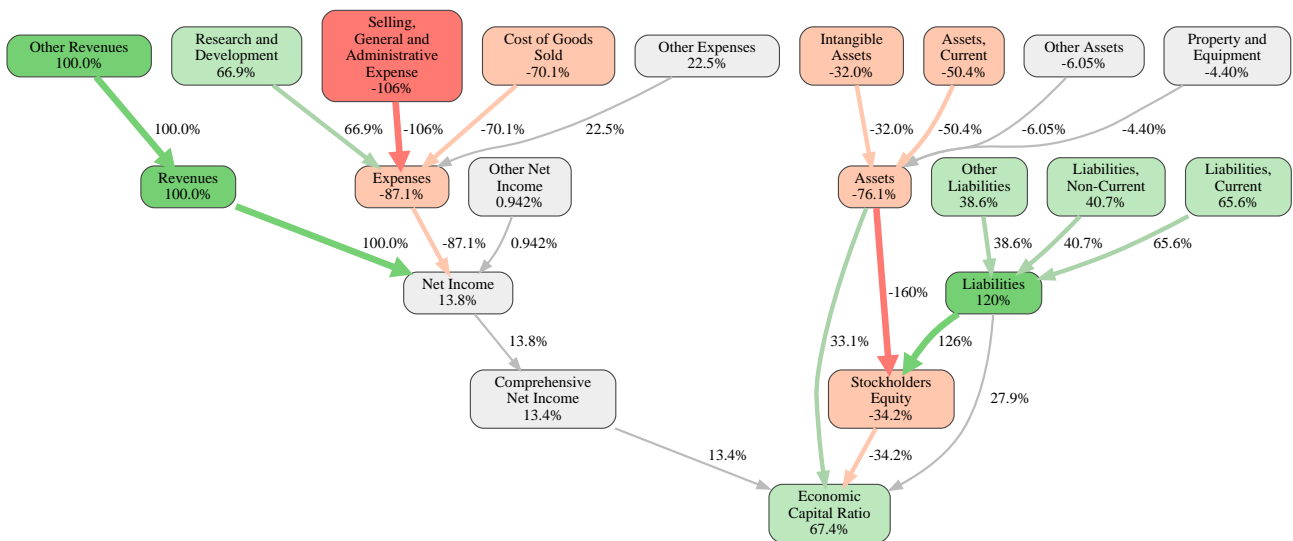 Other Revenues
100.0%
Research and
Development
66.9%
Selling,
General and
Administrative
Expense
-106%
Cost of Goods
Sold
-70.1%
Other Expenses
22.5%
Intangible
Assets
-32.0%
Assets,
Current
-50.4%
Other Assets
-6.05%
Property and
Equipment
-4.40%
100.0%
66.9%
-106%
-70.1%
22.5%
-32.0%
-50.4%
-6.05%
-4.40%
Revenues
100.0%
Expenses
-87.1%
Other Net
Income
0.942%
Assets
-76.1%
Other
Liabilities
38.6%
Liabilities,
Non-Current
40.7%
Liabilities,
Current
65.6%
100.0%
-87.1%
0.942%
38.6%
40.7%
65.6%
Net Income
13.8%
-160%
Liabilities
120%
13.8%
33.1%
126%
Comprehensive
Net Income
13.4%
Stockholders
Equity
-34.2%
27.9%
13.4%
-34.2%
Economic
Capital Ratio
67.4%